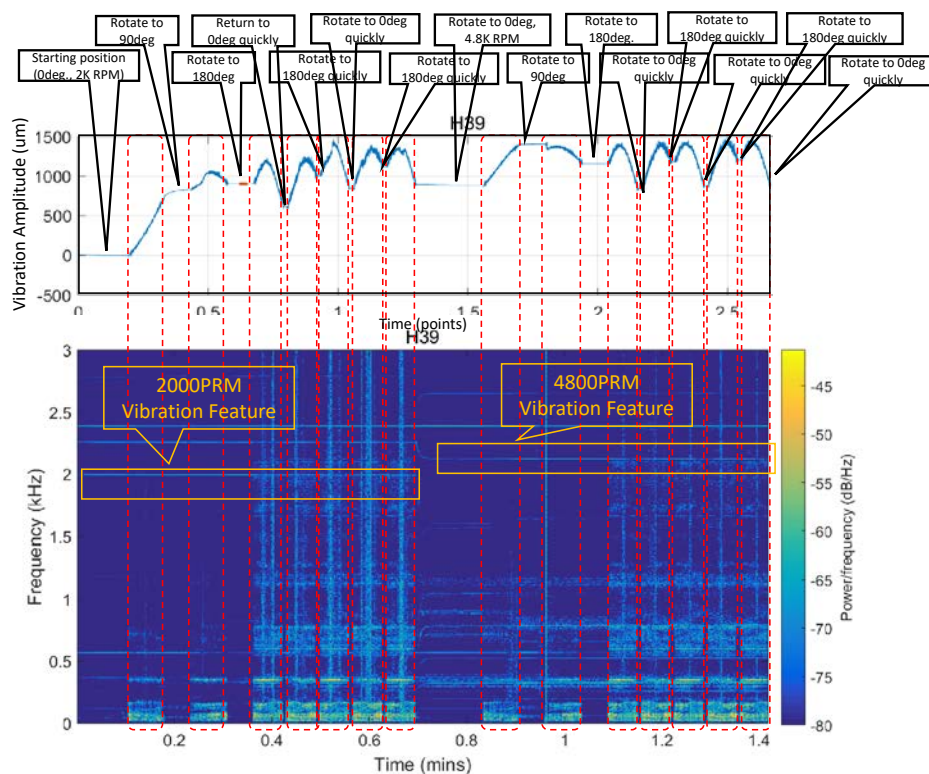 Rotate to
90deg
Return to
0deg quickly
Rotate to 0deg
quickly
Rotate to 0deg,
4.8K RPM
Rotate to
180deg.
Rotate to
180deg quickly
Rotate to
180deg quickly
Starting position
(0deg., 2K RPM)
Rotate to
180deg
Rotate to
180deg quickly
Rotate to
180deg quickly
Rotate to
90deg
Rotate to
0deg quickly
Rotate to 0deg
quickly
Rotate to 0deg
quickly
H39
Vibration Amplitude (um)
1500
1000
500
0
-500
0
0.5
1
1.5
2
2.5
Time (points)
H39
3
2.5
2
1.5
1
0.5
0
Frequency (kHz)
2000PRM
Vibration Feature
4800PRM
Vibration Feature
0.2
0.4
0.6
0.8
1
1.2
1.4
Time (mins)
-45
-50
-55
-60
-65
-70
-75
-80
Power/frequency (dB/Hz)